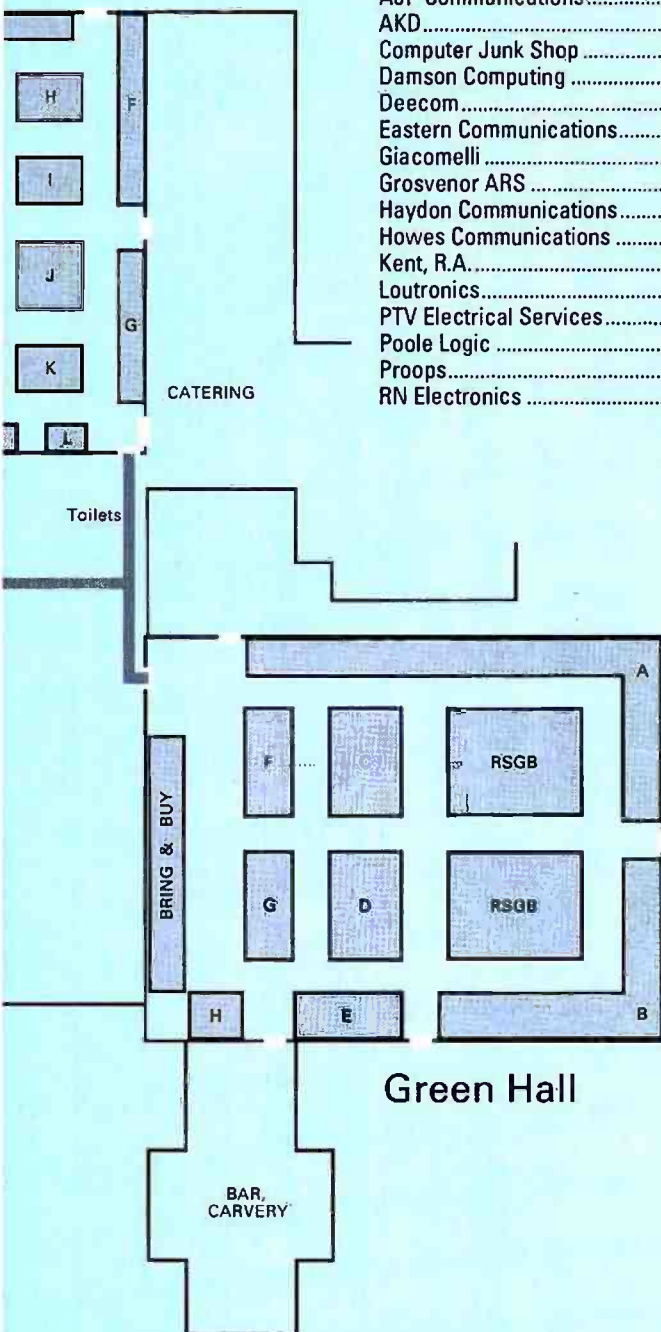 AKD
Computer Junk Shop
Damson Computing
Deecom
Eastern Communications
Giacomelli
Grosvenor ARS
Haydon Communications
Howes Communications
Kent, R.A.
Loutronics
PTV Electrical Services
Poole Logic
Proops
RN Electronics
H
F
I
J
G
K
L
CATERING
Toilets
A
F
C
RSGB
BRING & BUY
G
D
RSGB
H
E
B
Green Hall
BAR,
CARVERY